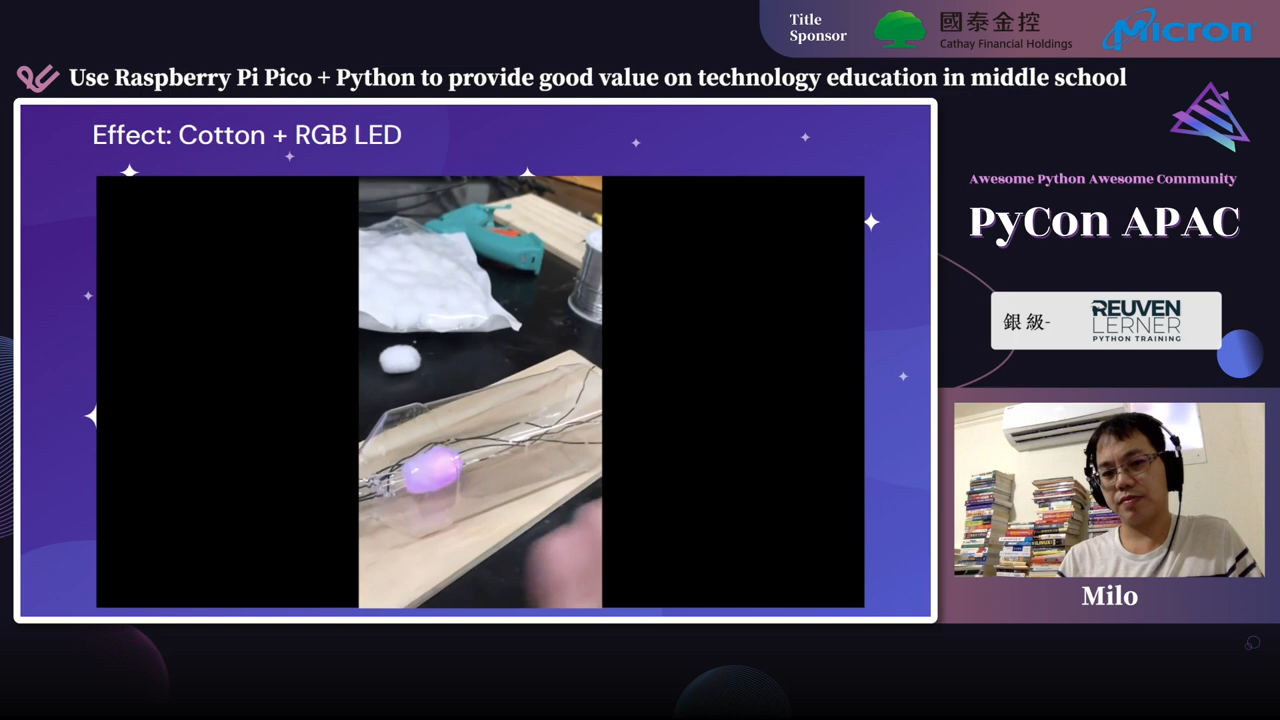 Title
Sponsor
國泰金控
Cathay Financial Holdings
Micron
Use Raspberry Pi Pico + Python to provide good value on technology education in middle school
Effect: Cotton + RGB LED
Awesome Python Awesome Community
PyCon APAC
銀級-
REUVEN
LERNER
PYTHON TRAINING
Milo